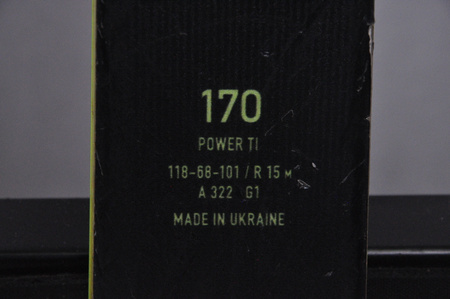 170
POWER TI
118-68-101 / R 15 M
A 322 G1
MADE IN UKRAINE